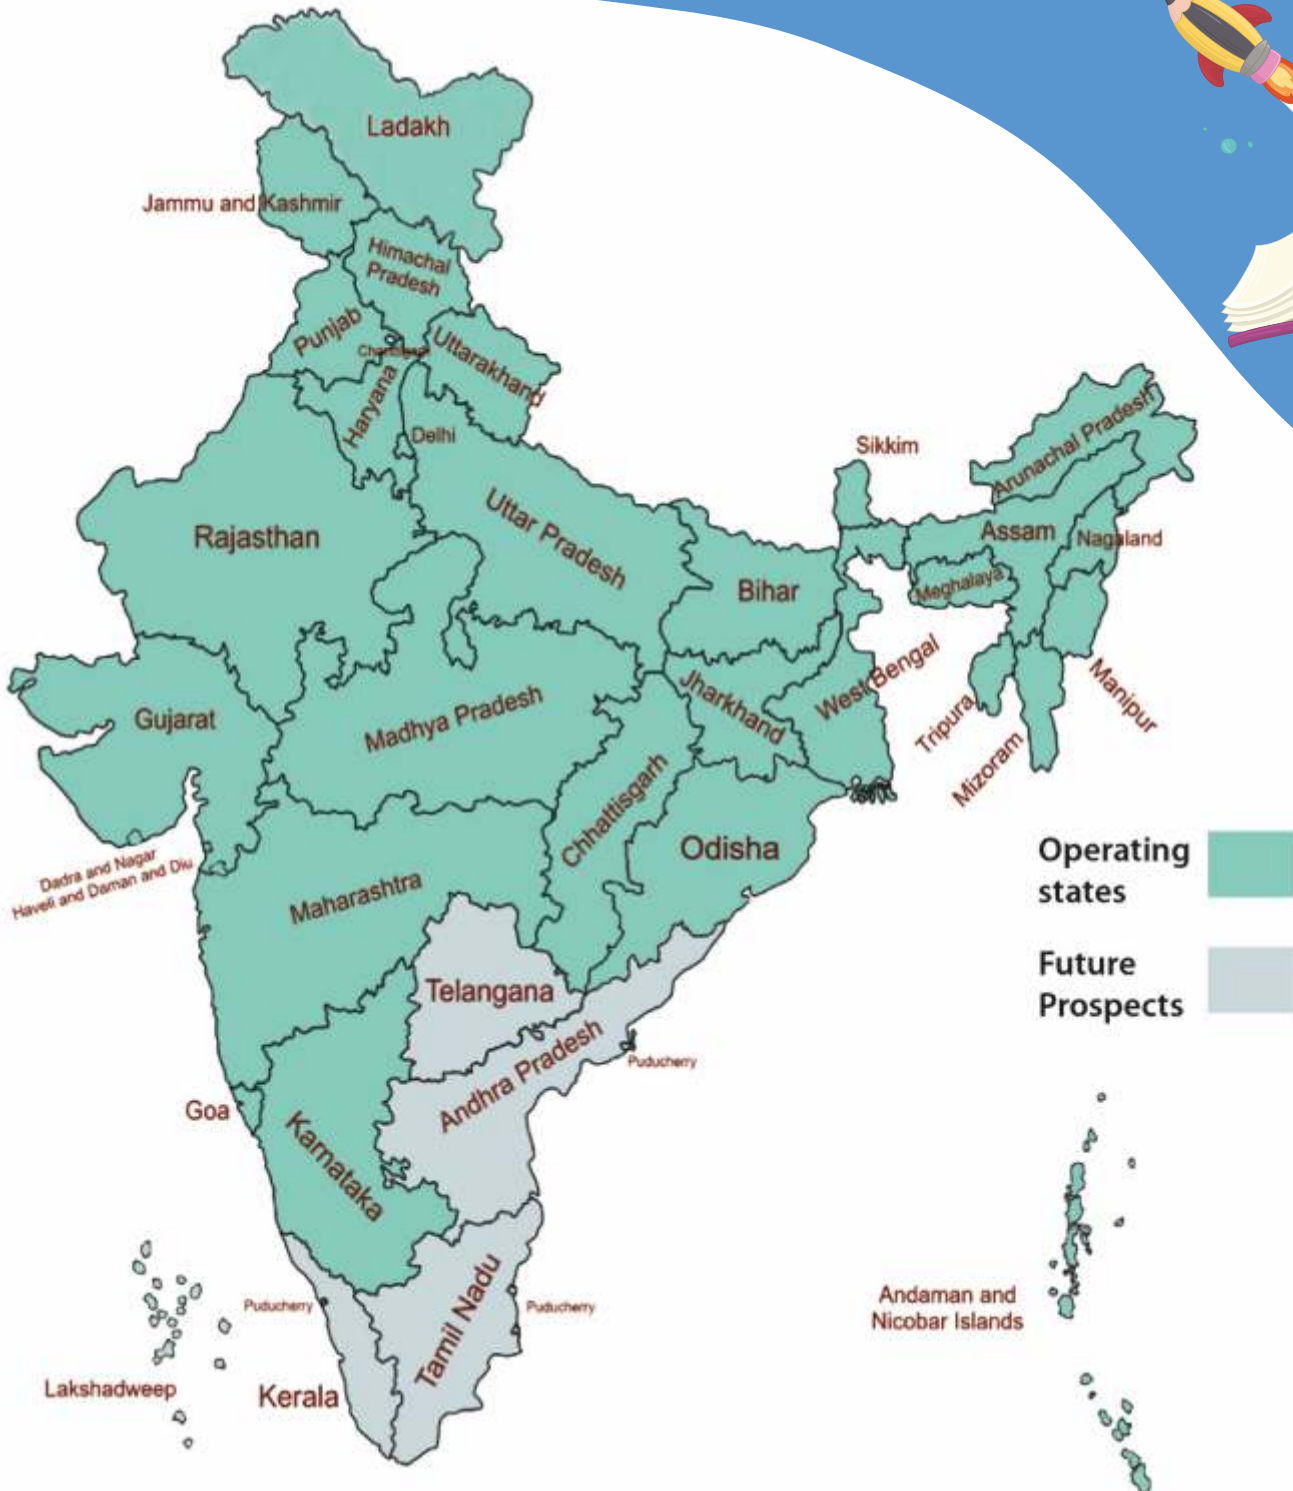 Ladakh
Jammu and Kashmir
Himachal
Pradesh
Punjab
Chandigarh
Uttarakhand
Haryana
Delhi
Sikkim
Arunachal Pradesh
Rajasthan
Uttar Pradesh
Assam
Nagaland
Bihar
Meghalaya
West Bengal
Manipur
Jharkhand
Tripura
Mizoram
Gujarat
Madhya Pradesh
Chhattisgarh
Odisha
Operating
states
Dadra and Nagar
Haveli and Daman and Diu
Maharashtra
Future
Prospects
Telangana
Andhra Pradesh
Puducherry
Goa
Karnataka
Andaman and
Nicobar Islands
Puducherry
Tamil Nadu
Puducherry
Lakshadweep
Kerala